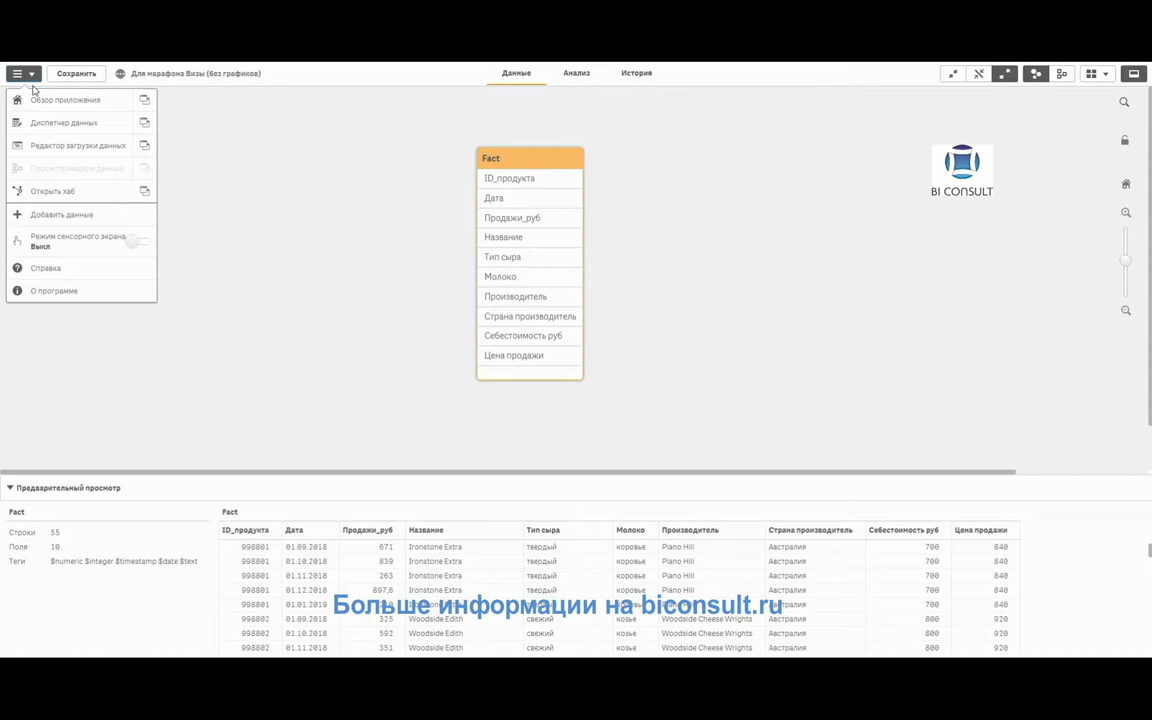 Сохранить
Для марафона Визы (без графиков)
Данные
Анализ
История
Обзор приложения
Диспетчер данных
Редактор загрузки данных
Просмотр модели данных
Открыть хаб
Добавить данные
Режим сенсорного экрана
Выкл
Справка
О программе
Fact
ID_продукта
Дата
Продажи_руб
Название
Тип сыра
Молоко
Производитель
Страна производитель
Себестоимость руб
Цена продажи
BI CONSULT
Предварительный просмотр
Fact
Строки 55
Поля 10
Теги $numeric $integer $timestamp $date $text
Fact
ID_продукта Дата Продажи_руб Название Тип сыра Молоко Производитель Страна производитель Себестоимость руб Цена продажи
998801 01.09.2018 671 Ironstone Extra твердый коровье Piano Hill Австралия 700 840
998801 01.10.2018 839 Ironstone Extra твердый коровье Piano Hill Австралия 700 840
998801 01.11.2018 263 Ironstone Extra твердый коровье Piano Hill Австралия 700 840
998801 01.12.2018 897,6 Ironstone Extra твердый коровье Piano Hill Австралия 700 840
998801 01.01.2019 Австралия 700 840
Больше информации на biconsult.ru
998802 01.09.2018 325 Woodside Edith свежий козье Woodside Cheese Wrights Австралия 800 920
998802 01.10.2018 592 Woodside Edith свежий козье Woodside Cheese Wrights Австралия 800 920
998802 01.11.2018 351 Woodside Edith свежий козье Woodside Cheese Wrights Австралия 800 920